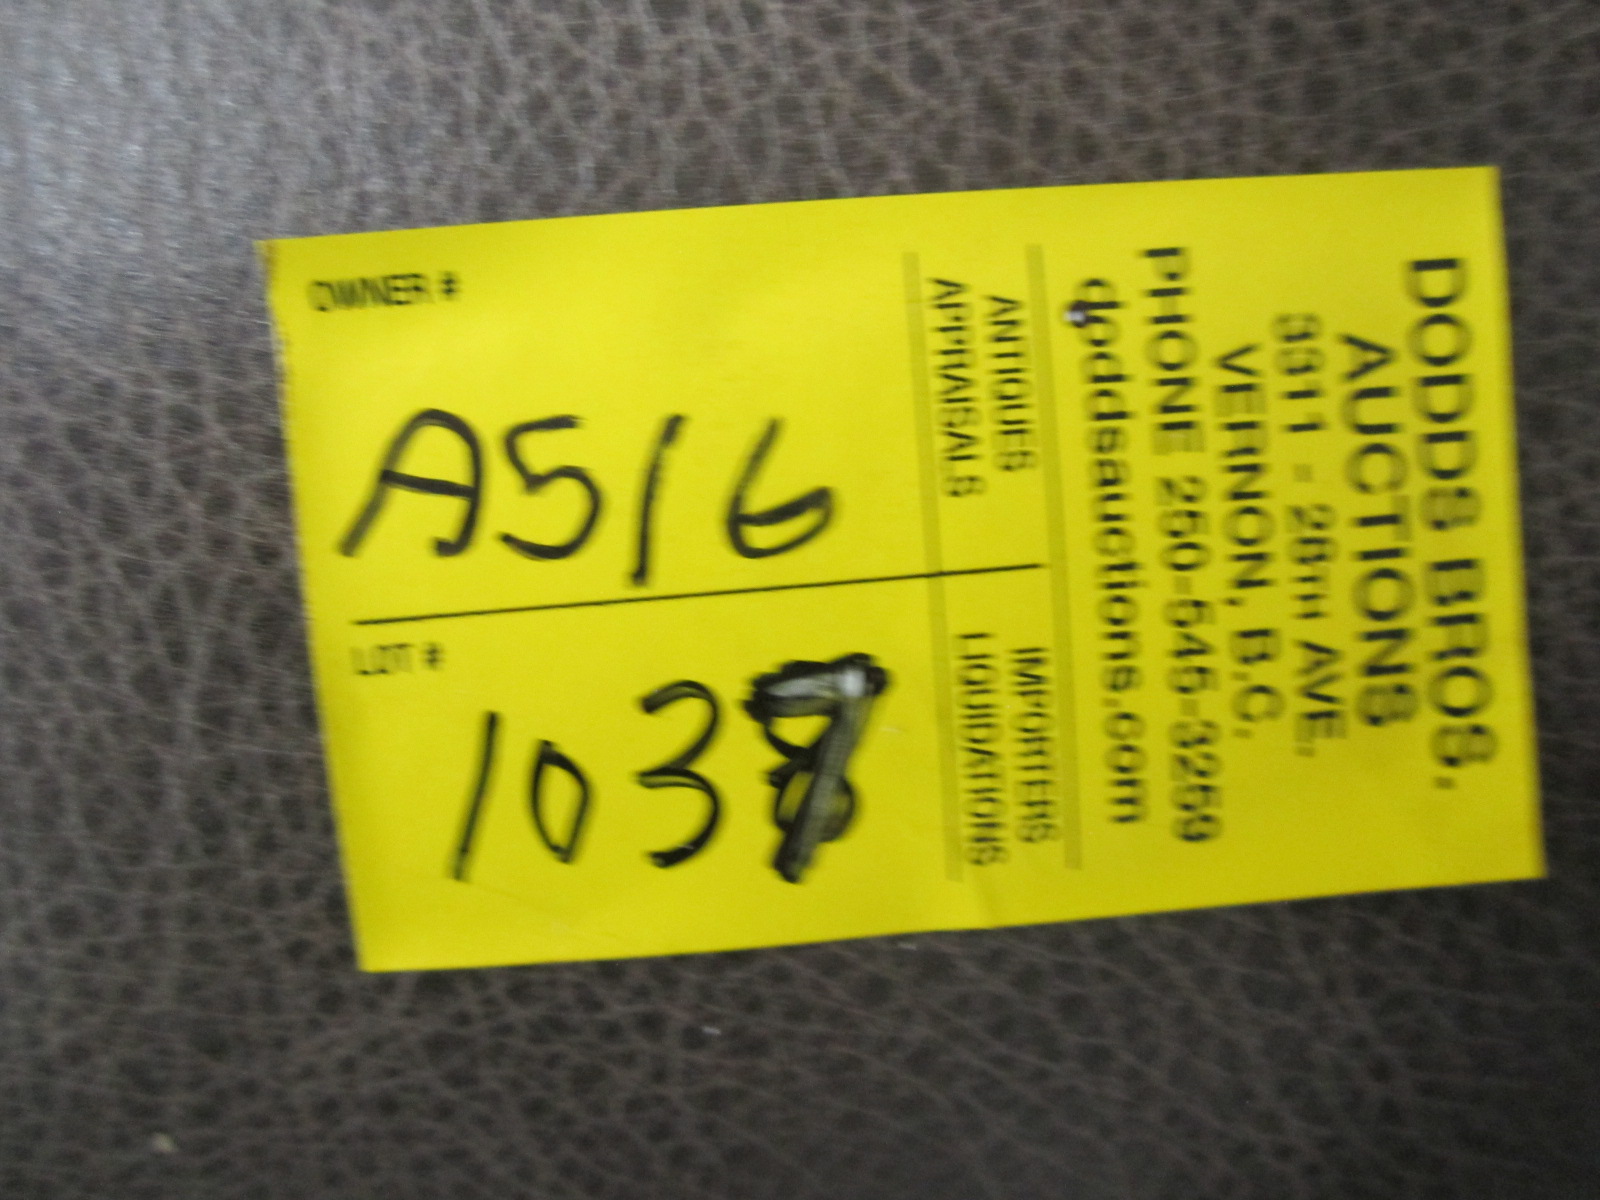 OWNER #
A516
LOT #
1037
DODDS BROS.
AUCTIONS
3311 - 28TH AVE.
VERNON, B.C.
PHONE 250-545-3259
doddsauctions.com
ANTIQUES IMPORTERS
APPRAISALS LIQUIDATIONS